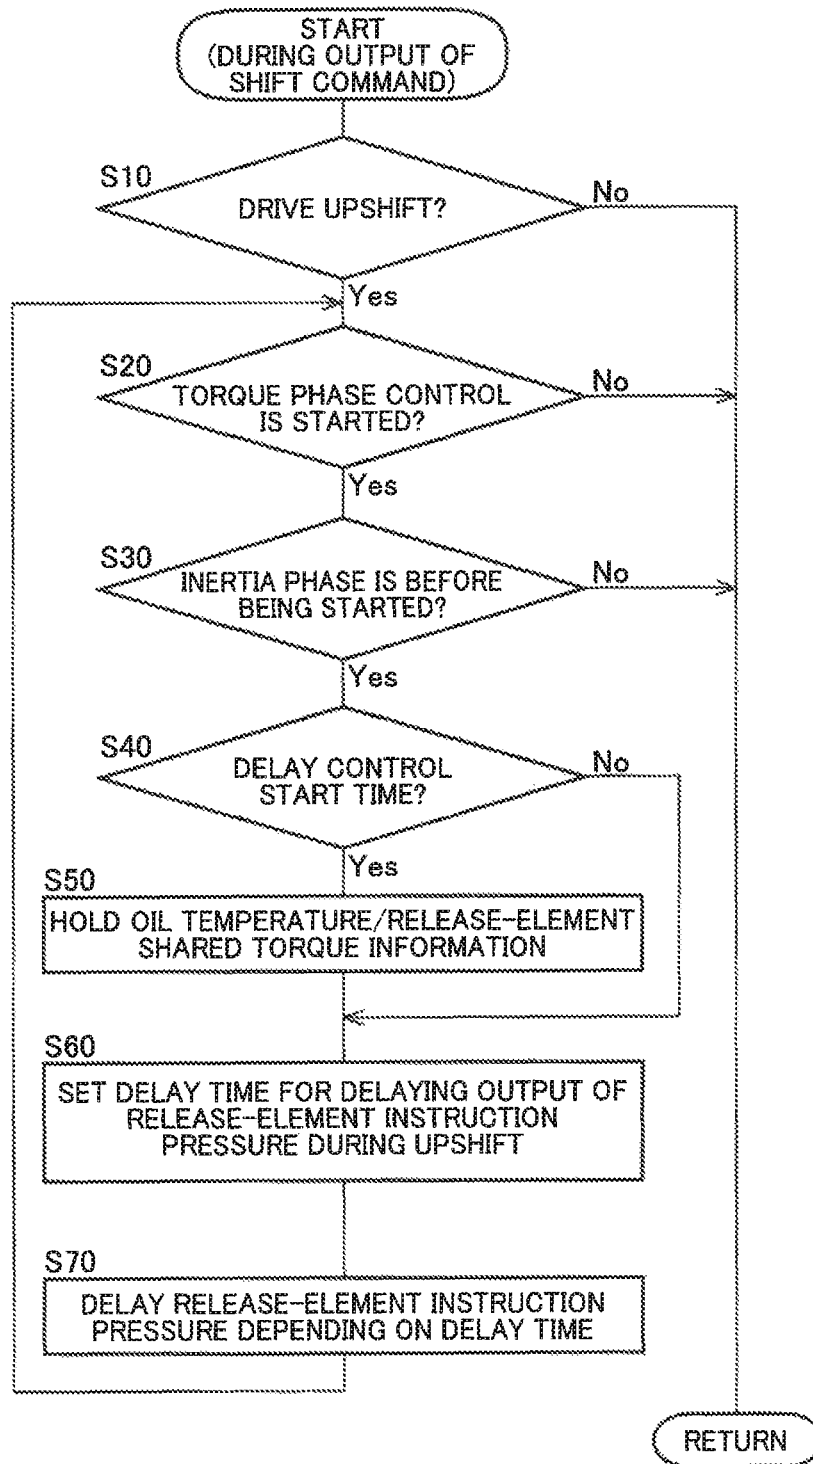 START
(DURING OUTPUT OF
SHIFT COMMAND)
S10
DRIVE UPSHIFT?
No
Yes
S20
TORQUE PHASE CONTROL
IS STARTED?
No
Yes
S30
INERTIA PHASE IS BEFORE
BEING STARTED?
No
Yes
S40
DELAY CONTROL
START TIME?
No
Yes
S50
HOLD OIL TEMPERATURE/RELEASE-ELEMENT
SHARED TORQUE INFORMATION
S60
SET DELAY TIME FOR DELAYING OUTPUT OF
RELEASE-ELEMENT INSTRUCTION
PRESSURE DURING UPSHIFT
S70
DELAY RELEASE-ELEMENT INSTRUCTION
PRESSURE DEPENDING ON DELAY TIME
RETURN